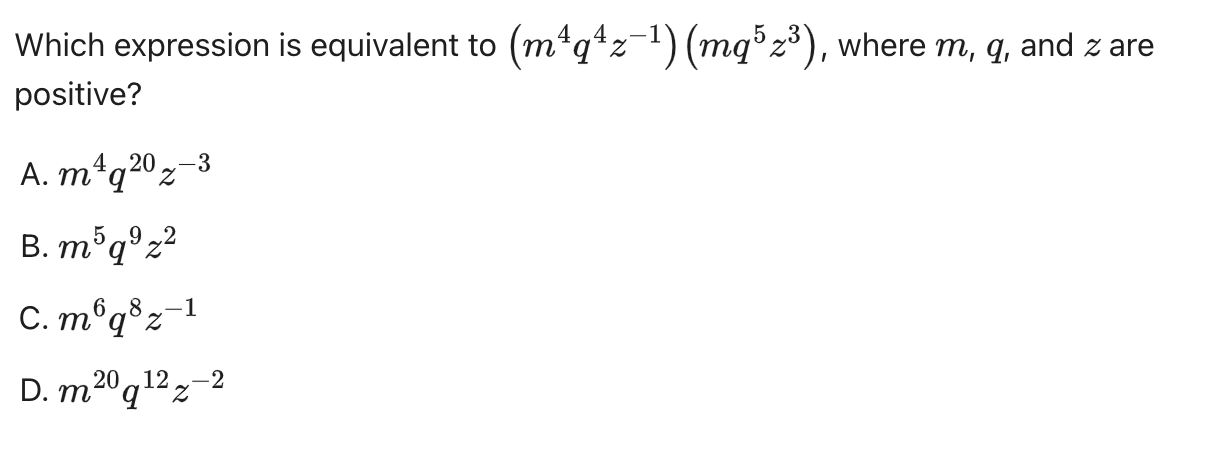 Which expression is equivalent to (m⁴q⁴z⁻¹)(mq⁵z³), where m, q, and z are
positive?
A. m⁴q²⁰z⁻³
B. m⁵q⁹z²
C. m⁶q⁸z⁻¹
D. m²⁰q¹²z⁻²